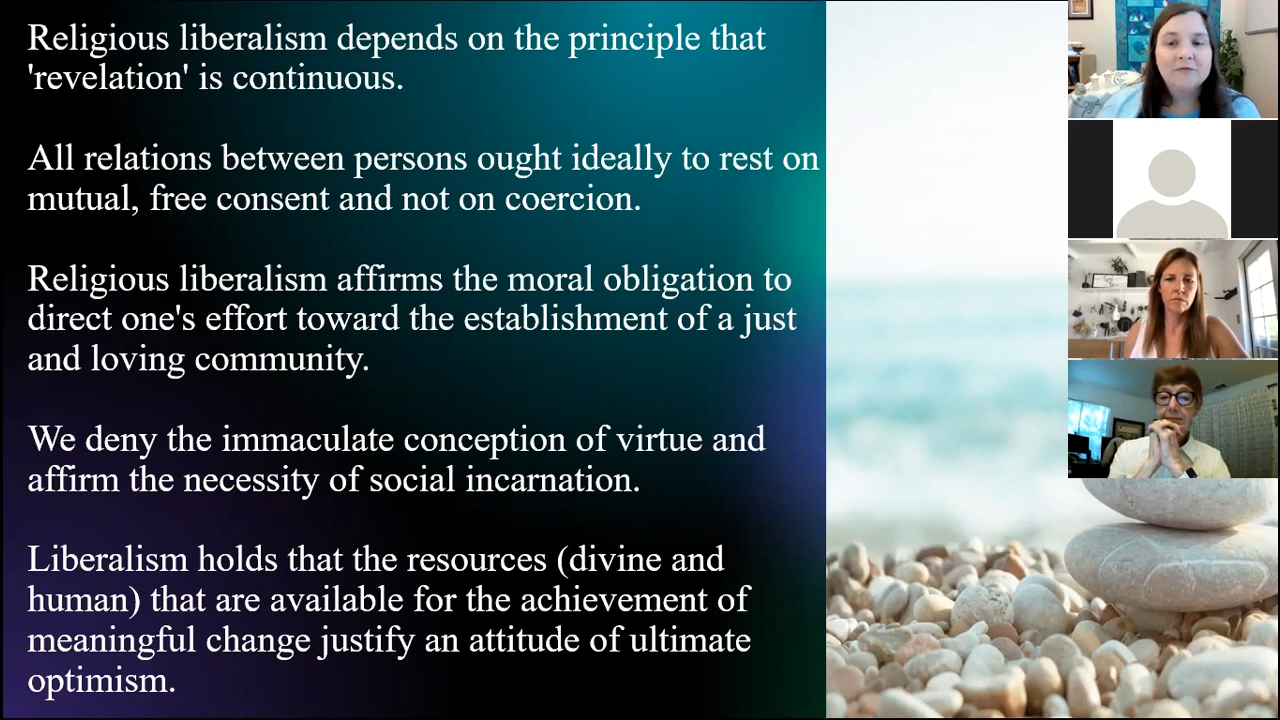 Religious liberalism depends on the principle that
'revelation' is continuous.
All relations between persons ought ideally to rest on
mutual, free consent and not on coercion.
Religious liberalism affirms the moral obligation to
direct one's effort toward the establishment of a just
and loving community.
We deny the immaculate conception of virtue and
affirm the necessity of social incarnation.
Liberalism holds that the resources (divine and
human) that are available for the achievement of
meaningful change justify an attitude of ultimate
optimism.